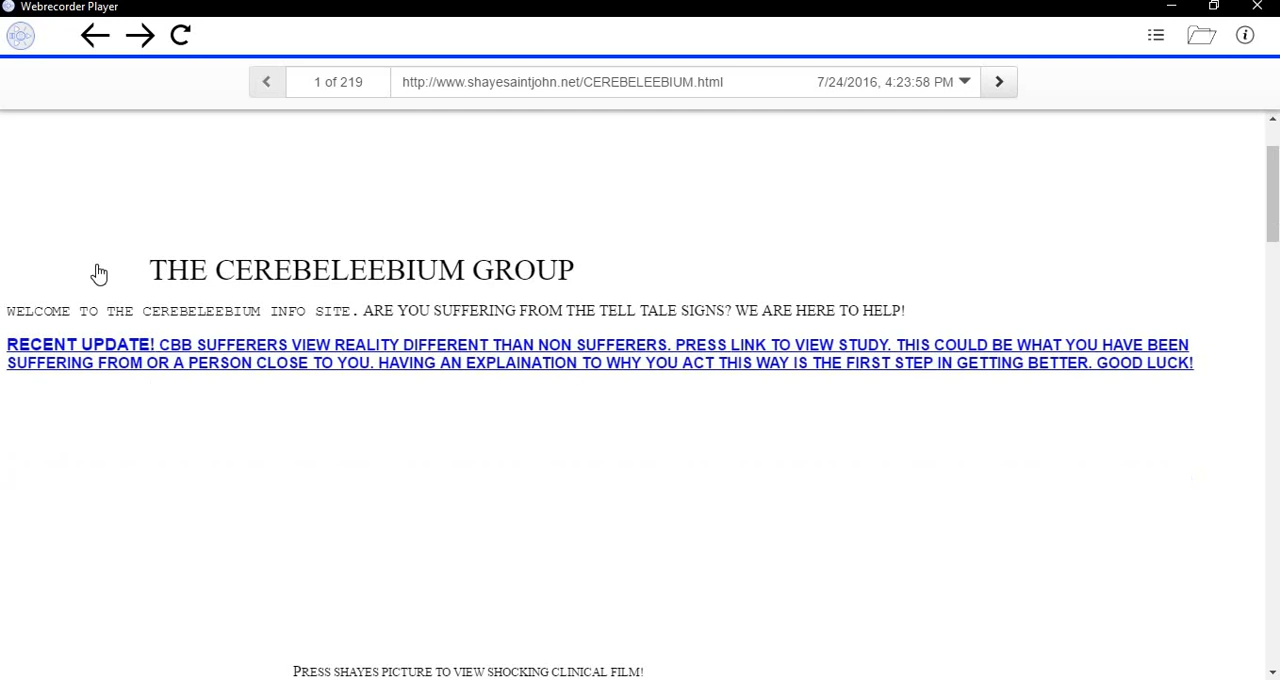 Webrecorder Player
1 of 219 http://www.shayesaintjohn.net/CEREBELEEBIUM.html 7/24/2016, 4:23:58 PM
THE CEREBELEEBIUM GROUP
WELCOME TO THE CEREBELEEBIUM INFO SITE. ARE YOU SUFFERING FROM THE TELL TALE SIGNS? WE ARE HERE TO HELP!
RECENT UPDATE! CBB SUFFERERS VIEW REALITY DIFFERENT THAN NON SUFFERERS. PRESS LINK TO VIEW STUDY. THIS COULD BE WHAT YOU HAVE BEEN
SUFFERING FROM OR A PERSON CLOSE TO YOU. HAVING AN EXPLAINATION TO WHY YOU ACT THIS WAY IS THE FIRST STEP IN GETTING BETTER. GOOD LUCK!
PRESS SHAYES PICTURE TO VIEW SHOCKING CLINICAL FILM!